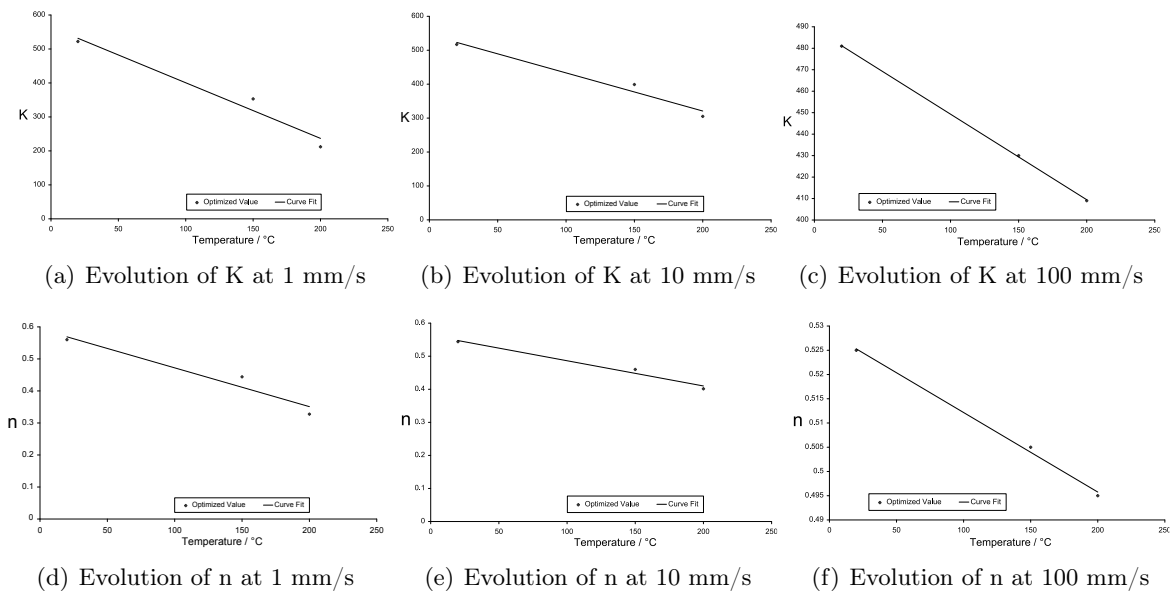 600
500
400
300
200
100
0
K
0 50 100 150 200 250
Temperature / °C
Optimized Value Curve Fit
(a) Evolution of K at 1 mm/s
600
500
400
300
200
100
0
K
0 50 100 150 200 250
Temperature / °C
Optimized Value Curve Fit
(b) Evolution of K at 10 mm/s
490
480
470
460
450
440
430
420
410
400
K
0 50 100 150 200 250
Temperature / °C
Optimized Value Curve Fit
(c) Evolution of K at 100 mm/s
0.6
0.5
0.4
0.3
0.2
0.1
0
n
0 50 100 150 200 250
Temperature / °C
Optimized Value Curve Fit
(d) Evolution of n at 1 mm/s
0.6
0.5
0.4
0.3
0.2
0.1
0
n
0 50 100 150 200 250
Temperature / °C
Optimized Value Curve Fit
(e) Evolution of n at 10 mm/s
0.53
0.525
0.52
0.515
0.51
0.505
0.5
0.495
0.49
n
0 50 100 150 200 250
Temperature / °C
Optimized Value Curve Fit
(f) Evolution of n at 100 mm/s